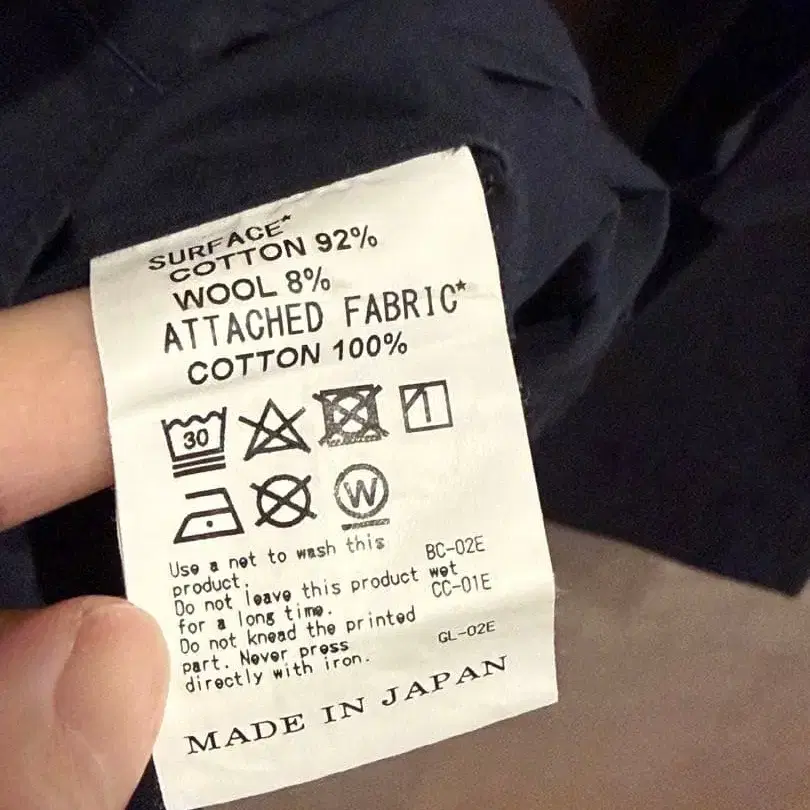 SURFACE*
COTTON 92%
WOOL 8%
ATTACHED FABRIC*
COTTON 100%
30
W
Use a net to wash this
product.
Do not leave this product wet
for a long time.
Do not knead the printed
part. Never press
directly with iron.
BC-02E
CC-01E
GL-02E
MADE IN JAPAN